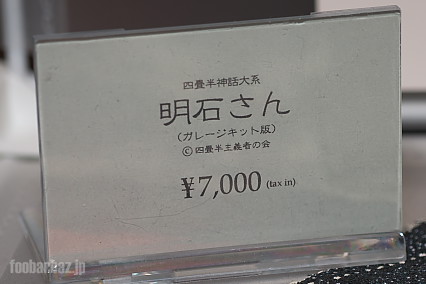 四畳半神話大系
明石さん
(ガレージキット版)
©四畳半主義者の会
¥7,000 (tax in)
foobarbaz.jp